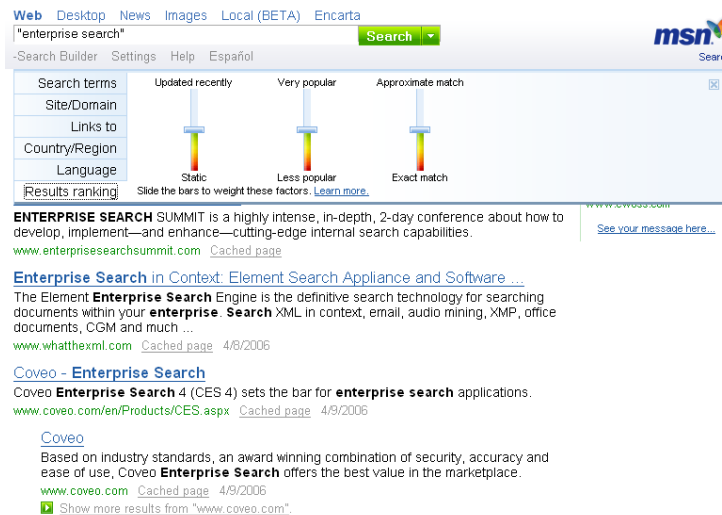 Web Desktop News Images Local (BETA) Encarta
"enterprise search" Search
msn
-Search Builder Settings Help Español
Search terms
Site/Domain
Links to
Country/Region
Language
Results ranking
Updated recently Very popular Approximate match
Static Less popular Exact match
Slide the bars to weight these factors. Learn more.
ENTERPRISE SEARCH SUMMIT is a highly intense, in-depth, 2-day conference about how to
develop, implement—and enhance—cutting-edge internal search capabilities.
www.enterprisesearchsummit.com Cached page
See your message here...
Enterprise Search in Context: Element Search Appliance and Software ...
The Element Enterprise Search Engine is the definitive search technology for searching
documents within your enterprise. Search XML in context, email, audio mining, XMP, office
documents, CGM and much ...
www.whatthexml.com Cached page 4/8/2006
Coveo - Enterprise Search
Coveo Enterprise Search 4 (CES 4) sets the bar for enterprise search applications.
www.coveo.com/en/Products/CES.aspx Cached page 4/9/2006
Coveo
Based on industry standards, an award winning combination of security, accuracy and
ease of use, Coveo Enterprise Search offers the best value in the marketplace.
www.coveo.com Cached page 4/9/2006
Show more results from "www.coveo.com".